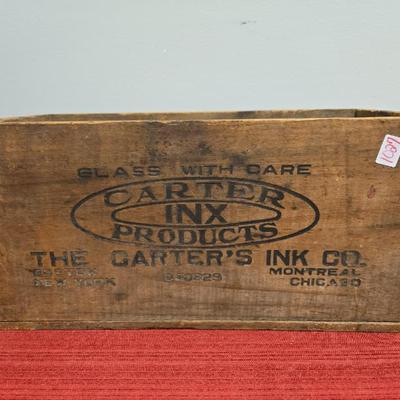 GLASS WITH CARE
CARTER
INX
PRODUCTS
THE CARTER'S INK CO.
BOSTON MONTREAL
NEW YORK CHICAGO